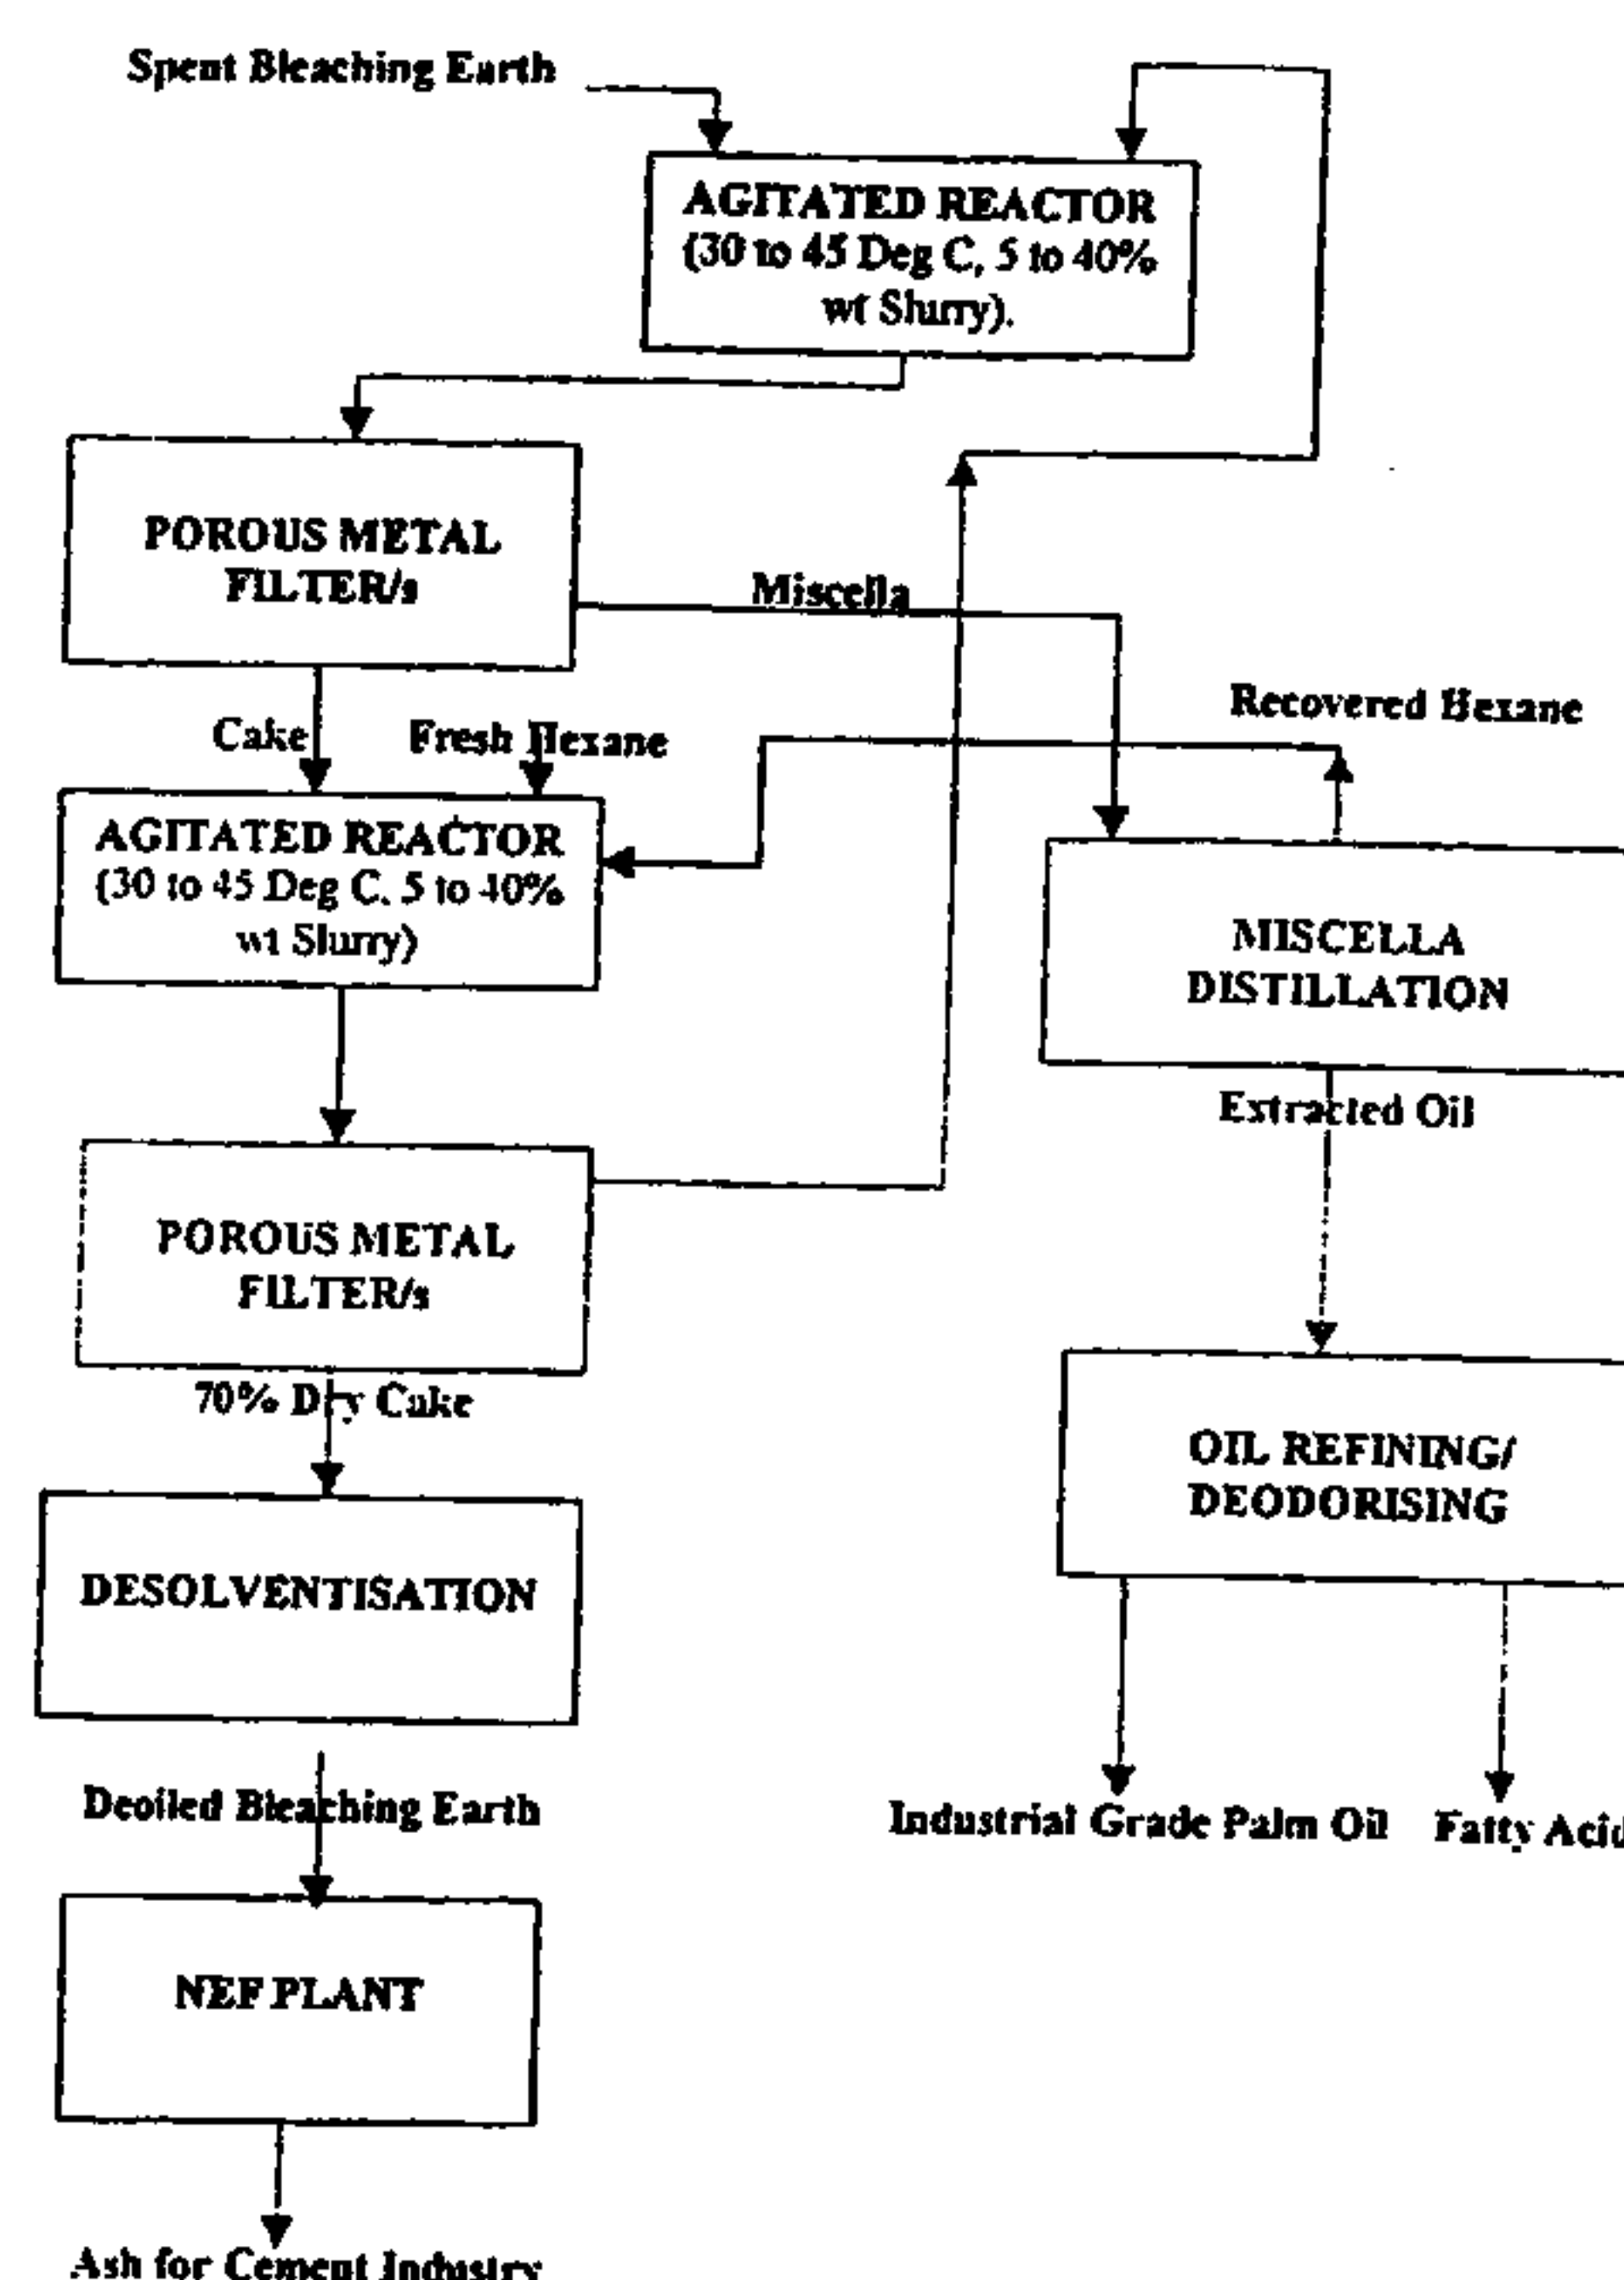 Spent Bleaching Earth
AGITATED REACTOR
(30 to 45 Deg C, 5 to 40%
wt Slurry).
POROUS METAL
FILTER/s
Miscella
Recovered Hexane
Cake
Fresh Hexane
AGITATED REACTOR
(30 to 45 Deg C. 5 to 40%
wt Slurry)
MISCELLA
DISTILLATION
Extracted Oil
POROUS METAL
FILTER/s
70% Dry Cake
OIL REFINING/
DEODORISING
DESOLVENTISATION
Deoiled Bleaching Earth
Industrial Grade Palm Oil
Fatty Acid
NEF PLANT
Ash for Cement Industry